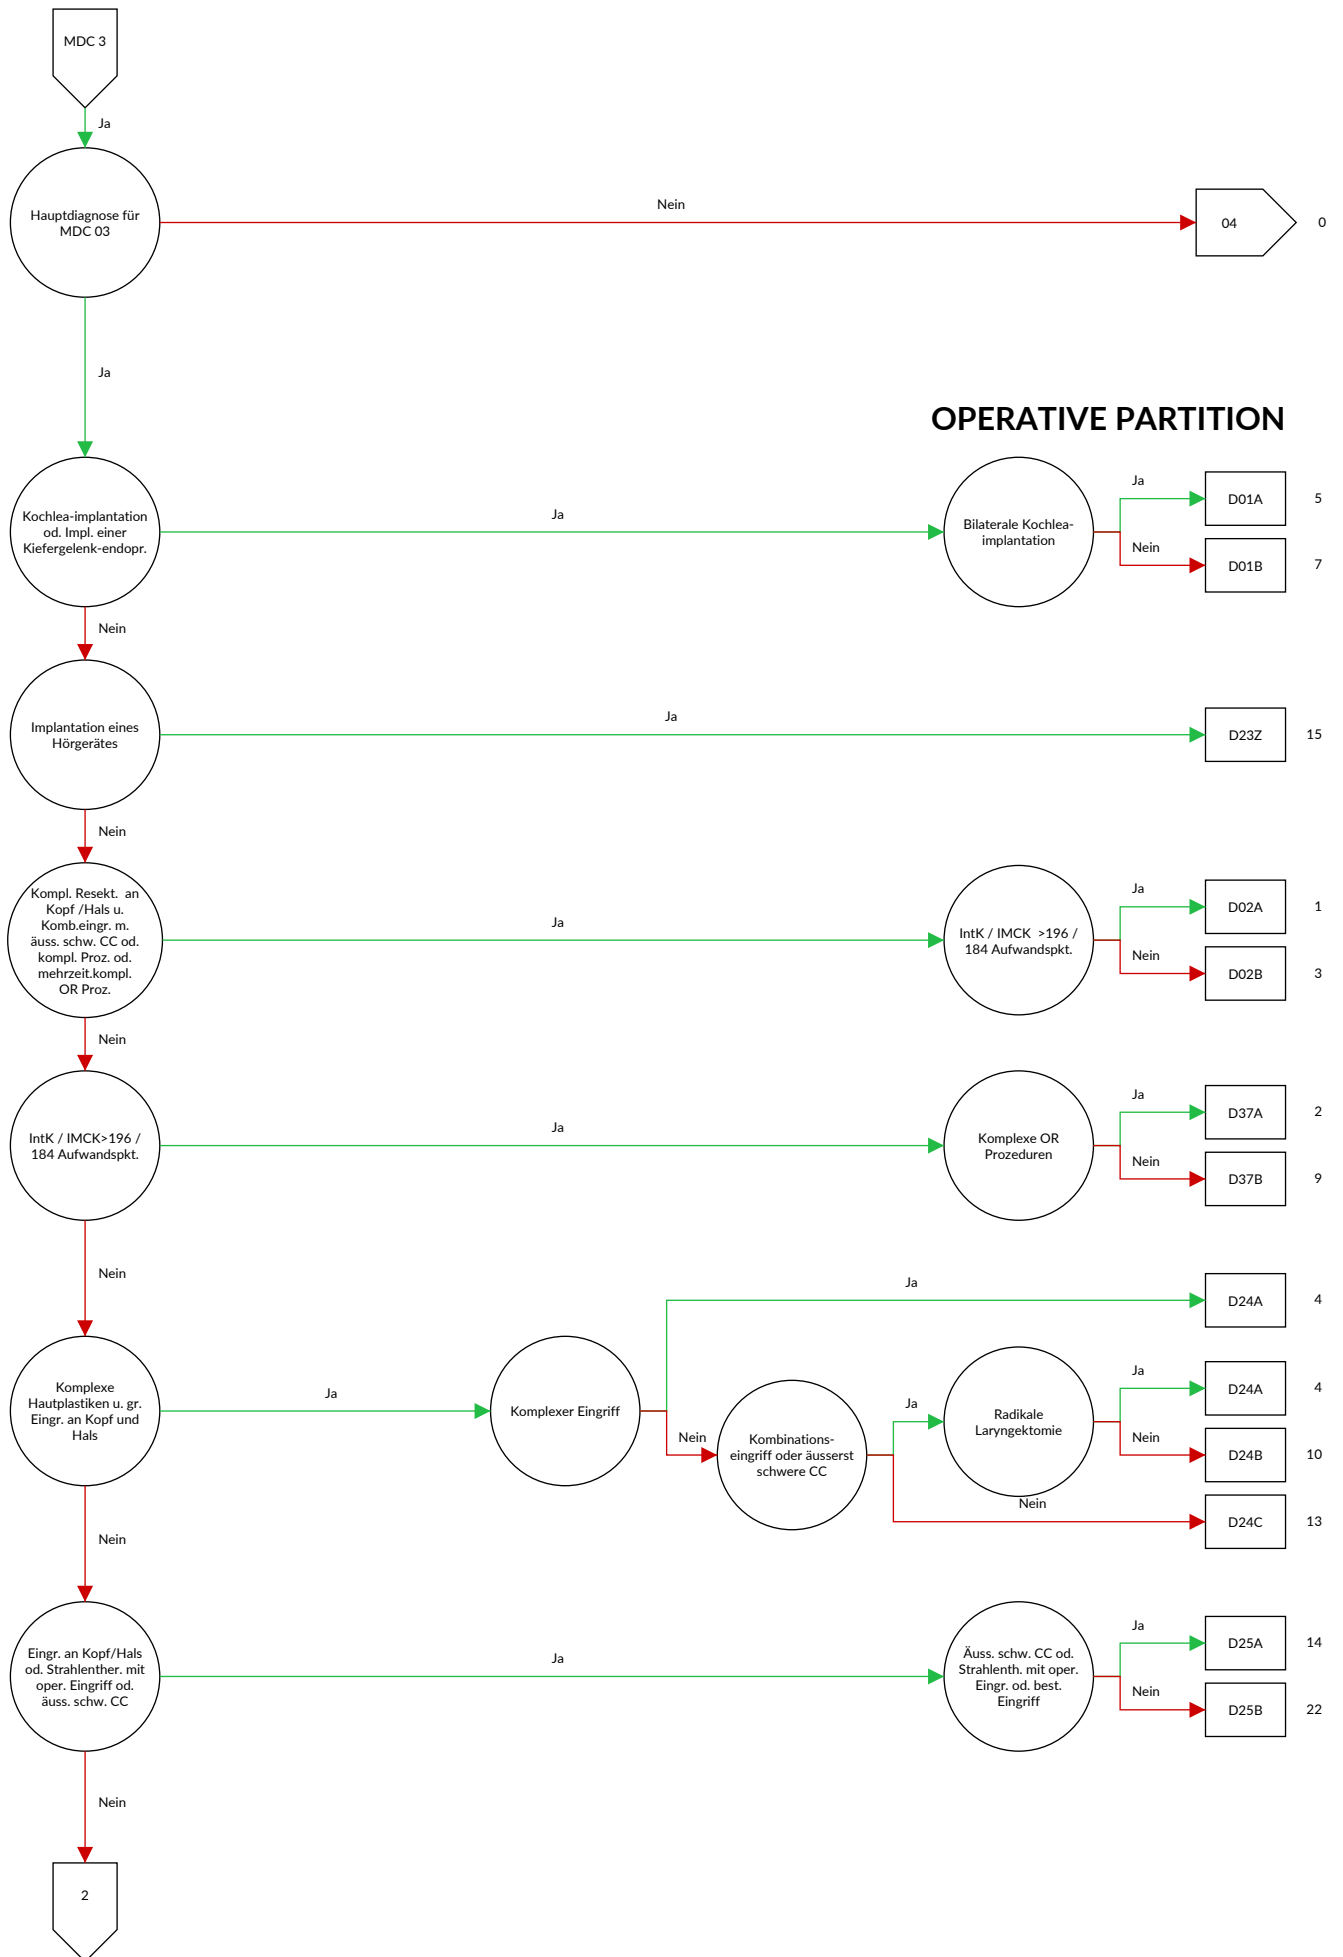 MDC 3
Ja
Hauptdiagnose für
MDC 03
Nein
04
0
Ja
OPERATIVE PARTITION
Kochlea-implantation
od. Impl. einer
Kiefergelenk-endopr.
Ja
Bilaterale Kochlea-
implantation
Ja
D01A
5
Nein
D01B
7
Nein
Implantation eines
Hörgerätes
Ja
D23Z
15
Nein
Kompl. Resekt. an
Kopf /Hals u.
Komb.eingr. m.
äuss. schw. CC od.
kompl. Proz. od.
mehrzeit.kompl.
OR Proz.
Ja
IntK / IMCK >196 /
184 Aufwandspkt.
Ja
D02A
1
Nein
D02B
3
Nein
IntK / IMCK>196 /
184 Aufwandspkt.
Ja
Komplexe OR
Prozeduren
Ja
D37A
2
Nein
D37B
9
Nein
Komplexe
Hautplastiken u. gr.
Eingr. an Kopf und
Hals
Ja
Komplexer Eingriff
Ja
D24A
4
Nein
Kombinations-
eingriff oder äusserst
schwere CC
Ja
Radikale
Laryngektomie
Ja
D24A
4
Nein
D24B
10
Nein
D24C
13
Nein
Eingr. an Kopf/Hals
od. Strahlenther. mit
oper. Eingriff od.
äuss. schw. CC
Ja
Äuss. schw. CC od.
Strahlenth. mit oper.
Eingr. od. best.
Eingriff
Ja
D25A
14
Nein
D25B
22
Nein
2